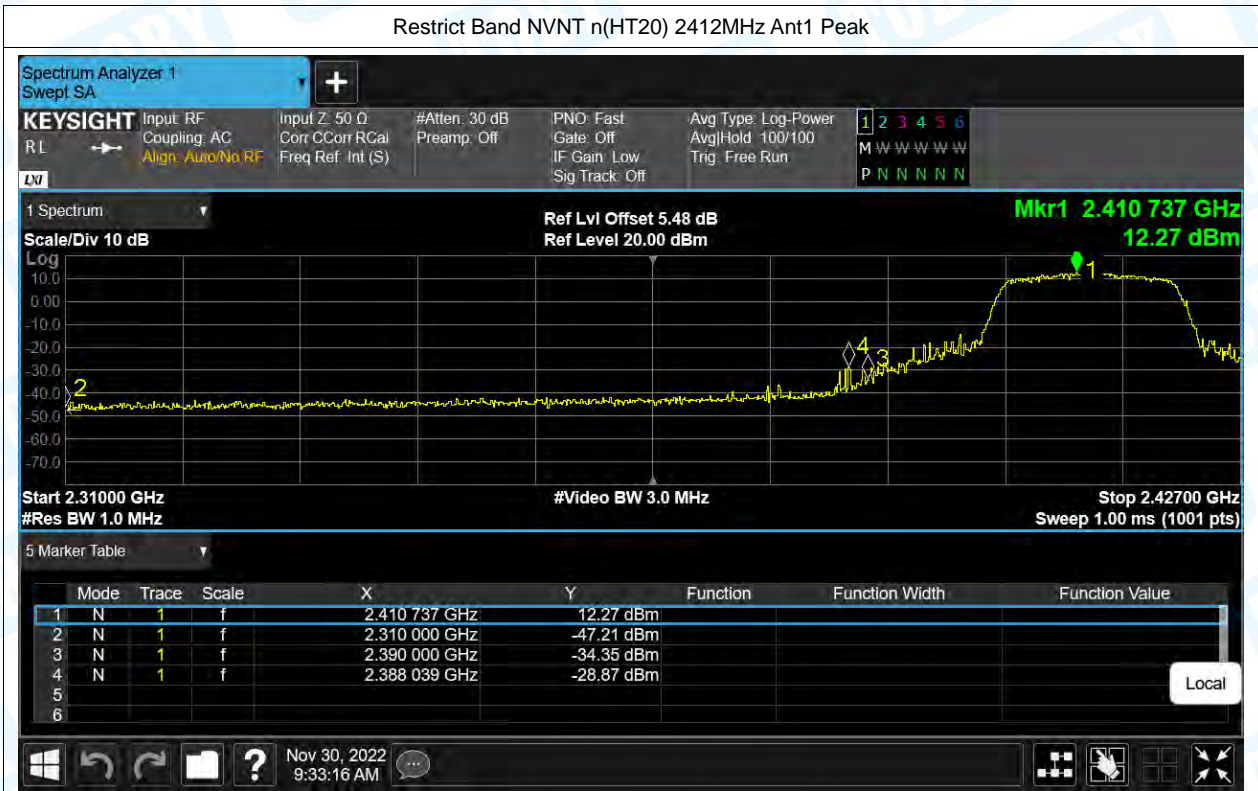 Restrict Band NVNT n(HT20) 2412MHz Ant1 Peak
Spectrum Analyzer 1
Swept SA
+
KEYSIGHT
RL
LXI
Input: RF
Coupling: AC
Align: Auto/No RF
Input Z: 50 Ω
Corr CCorr RCal
Freq Ref: Int (S)
#Atten: 30 dB
Preamp: Off
PNO: Fast
Gate: Off
IF Gain: Low
Sig Track: Off
Avg Type: Log-Power
Avg|Hold: 100/100
Trig: Free Run
1 2 3 4 5 6
M W W W W W
P N N N N N
1 Spectrum
Scale/Div 10 dB
Ref Lvl Offset 5.48 dB
Ref Level 20.00 dBm
Mkr1 2.410 737 GHz
12.27 dBm
Log
10.0
0.00
-10.0
-20.0
-30.0
-40.0
-50.0
-60.0
-70.0
2
4
3
1
Start 2.31000 GHz
#Res BW 1.0 MHz
#Video BW 3.0 MHz
Stop 2.42700 GHz
Sweep 1.00 ms (1001 pts)
5 Marker Table
Mode Trace Scale X Y Function Function Width Function Value
1 N 1 f 2.410 737 GHz 12.27 dBm
2 N 1 f 2.310 000 GHz -47.21 dBm
3 N 1 f 2.390 000 GHz -34.35 dBm
4 N 1 f 2.388 039 GHz -28.87 dBm
5
6
Local
?
Nov 30, 2022
9:33:16 AM